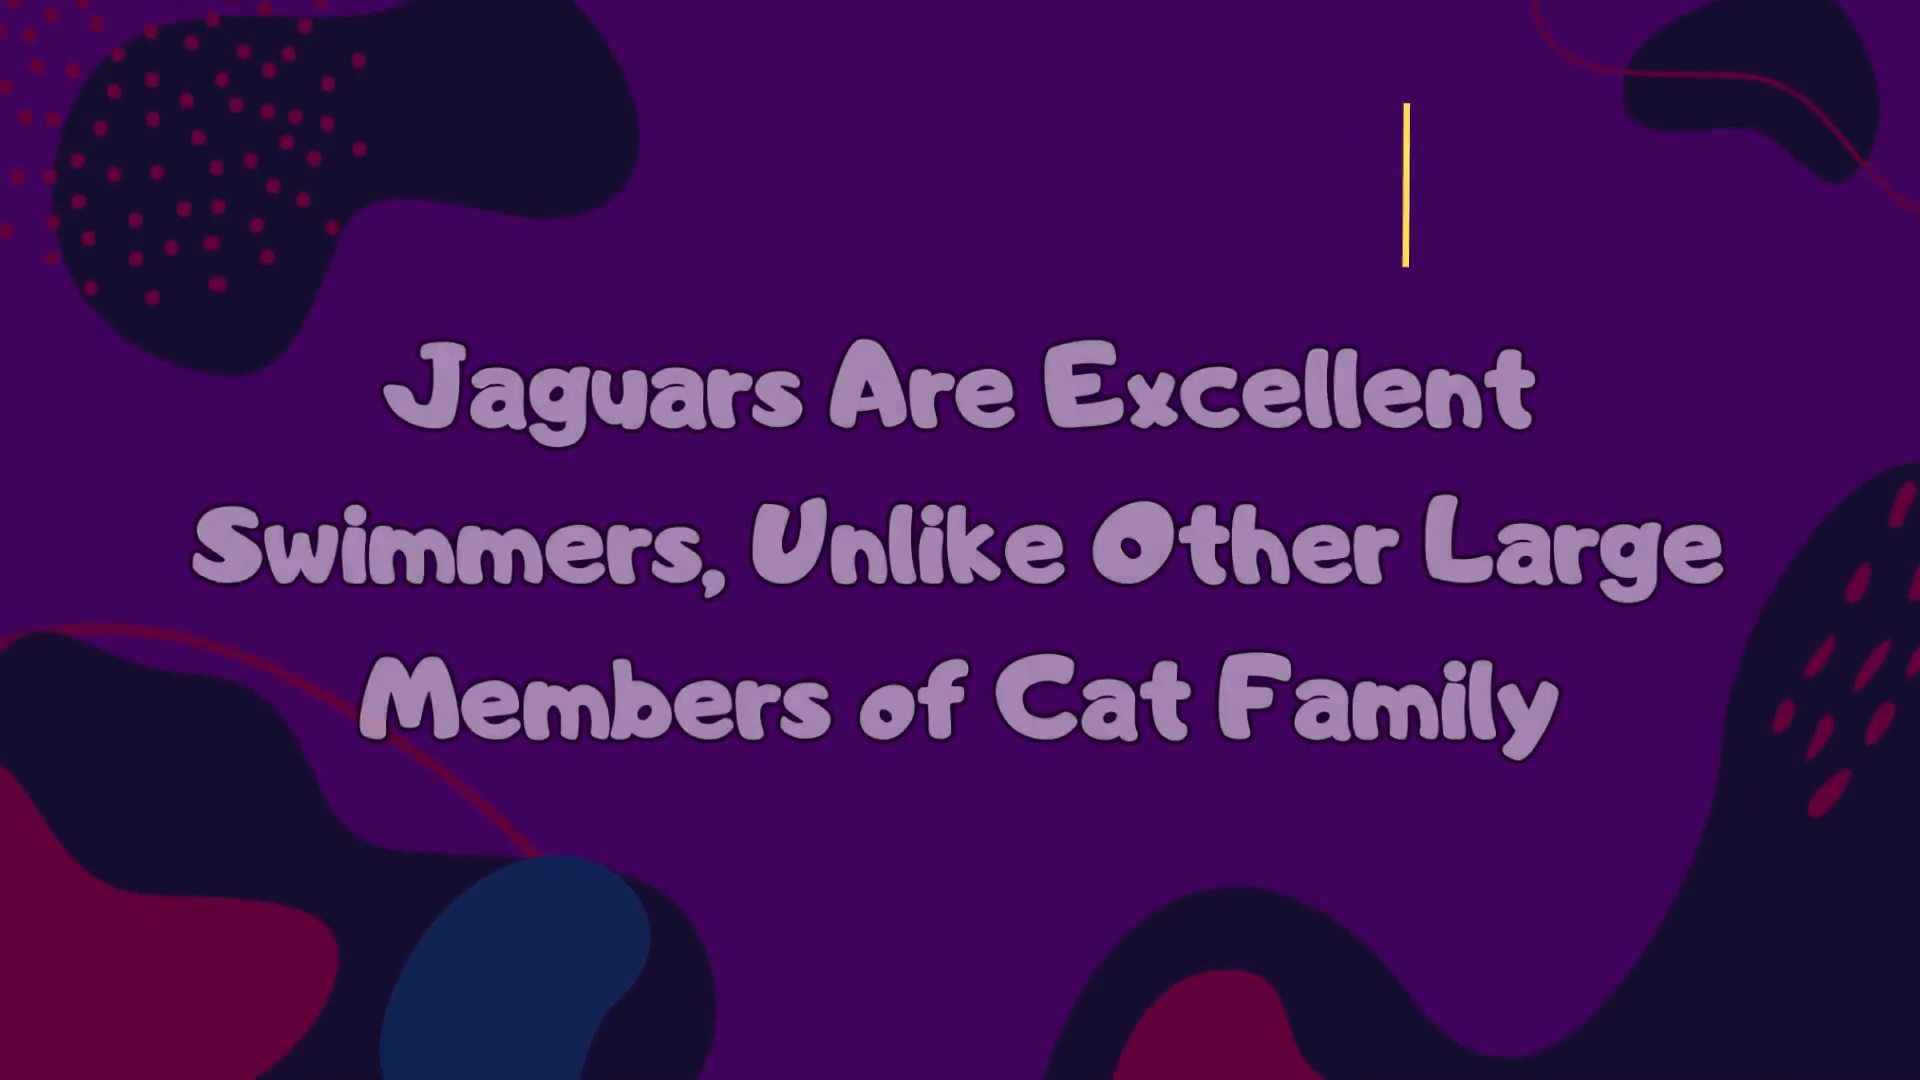 Jaguars Are Excellent
Swimmers, Unlike Other Large
Members of Cat Family